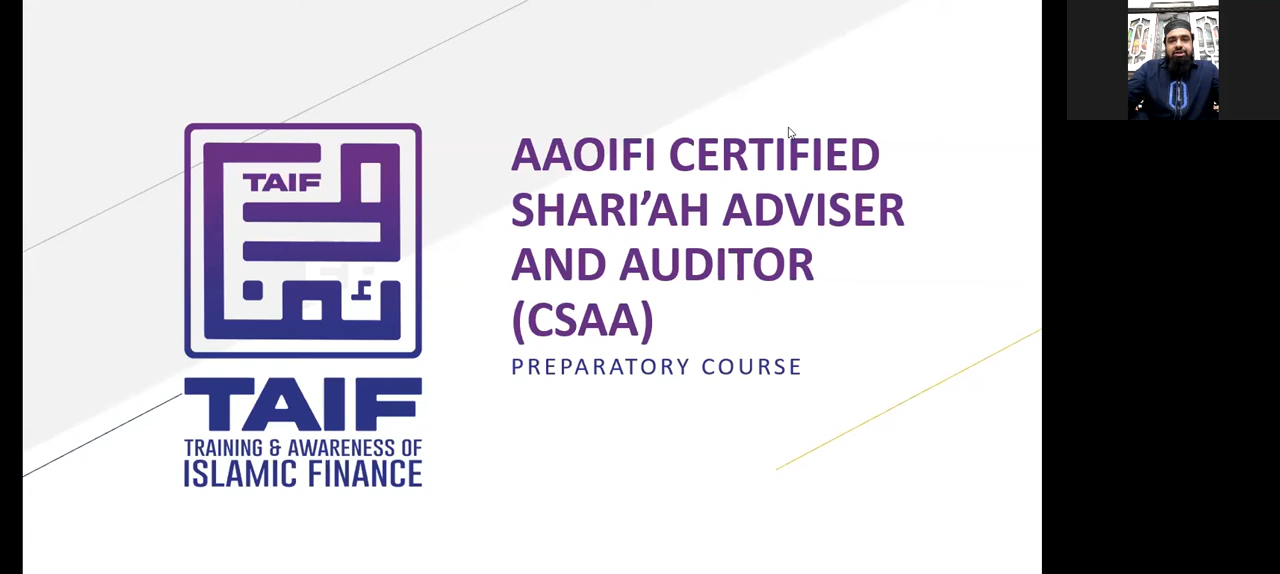 TAIF
AAOIFI CERTIFIED
SHARI'AH ADVISER
AND AUDITOR
(CSAA)
PREPARATORY COURSE
TAIF
TRAINING & AWARENESS OF
ISLAMIC FINANCE